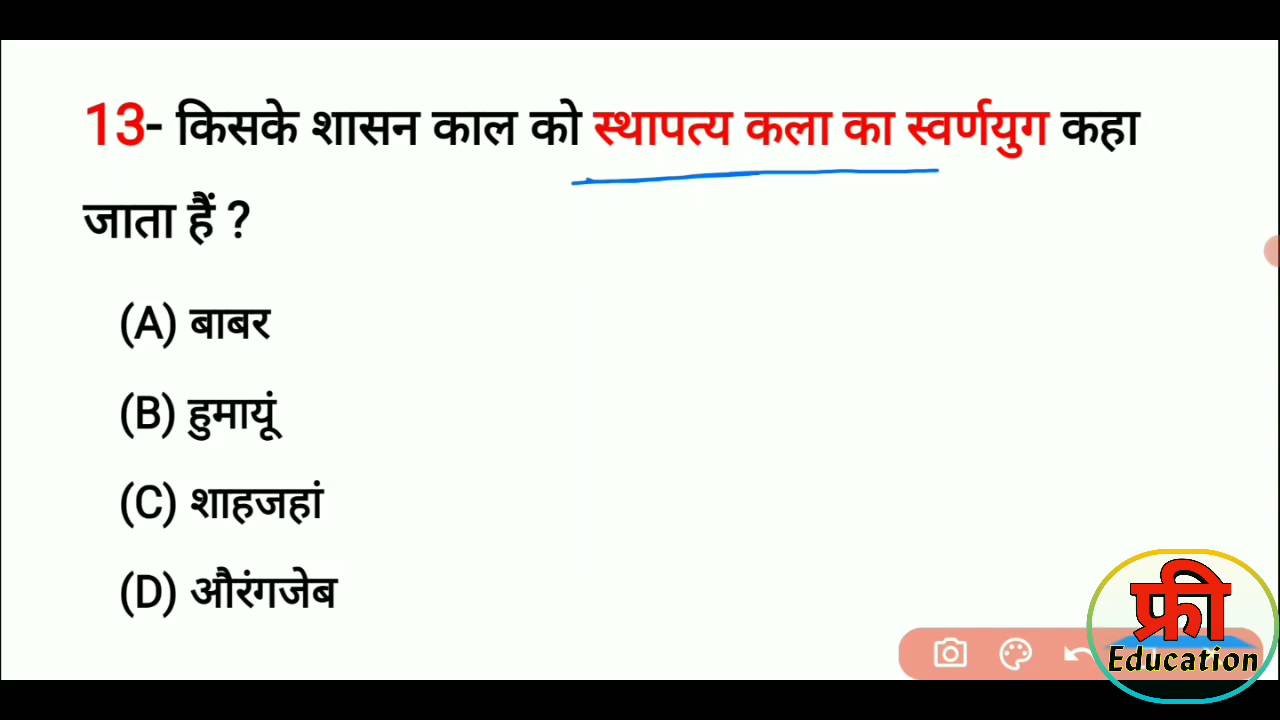 13- किसके शासन काल को स्थापत्य कला का स्वर्णयुग कहा
जाता हैं ?
(A) बाबर
(B) हुमायूं
(C) शाहजहां
(D) औरंगजेब
फ्री
Education